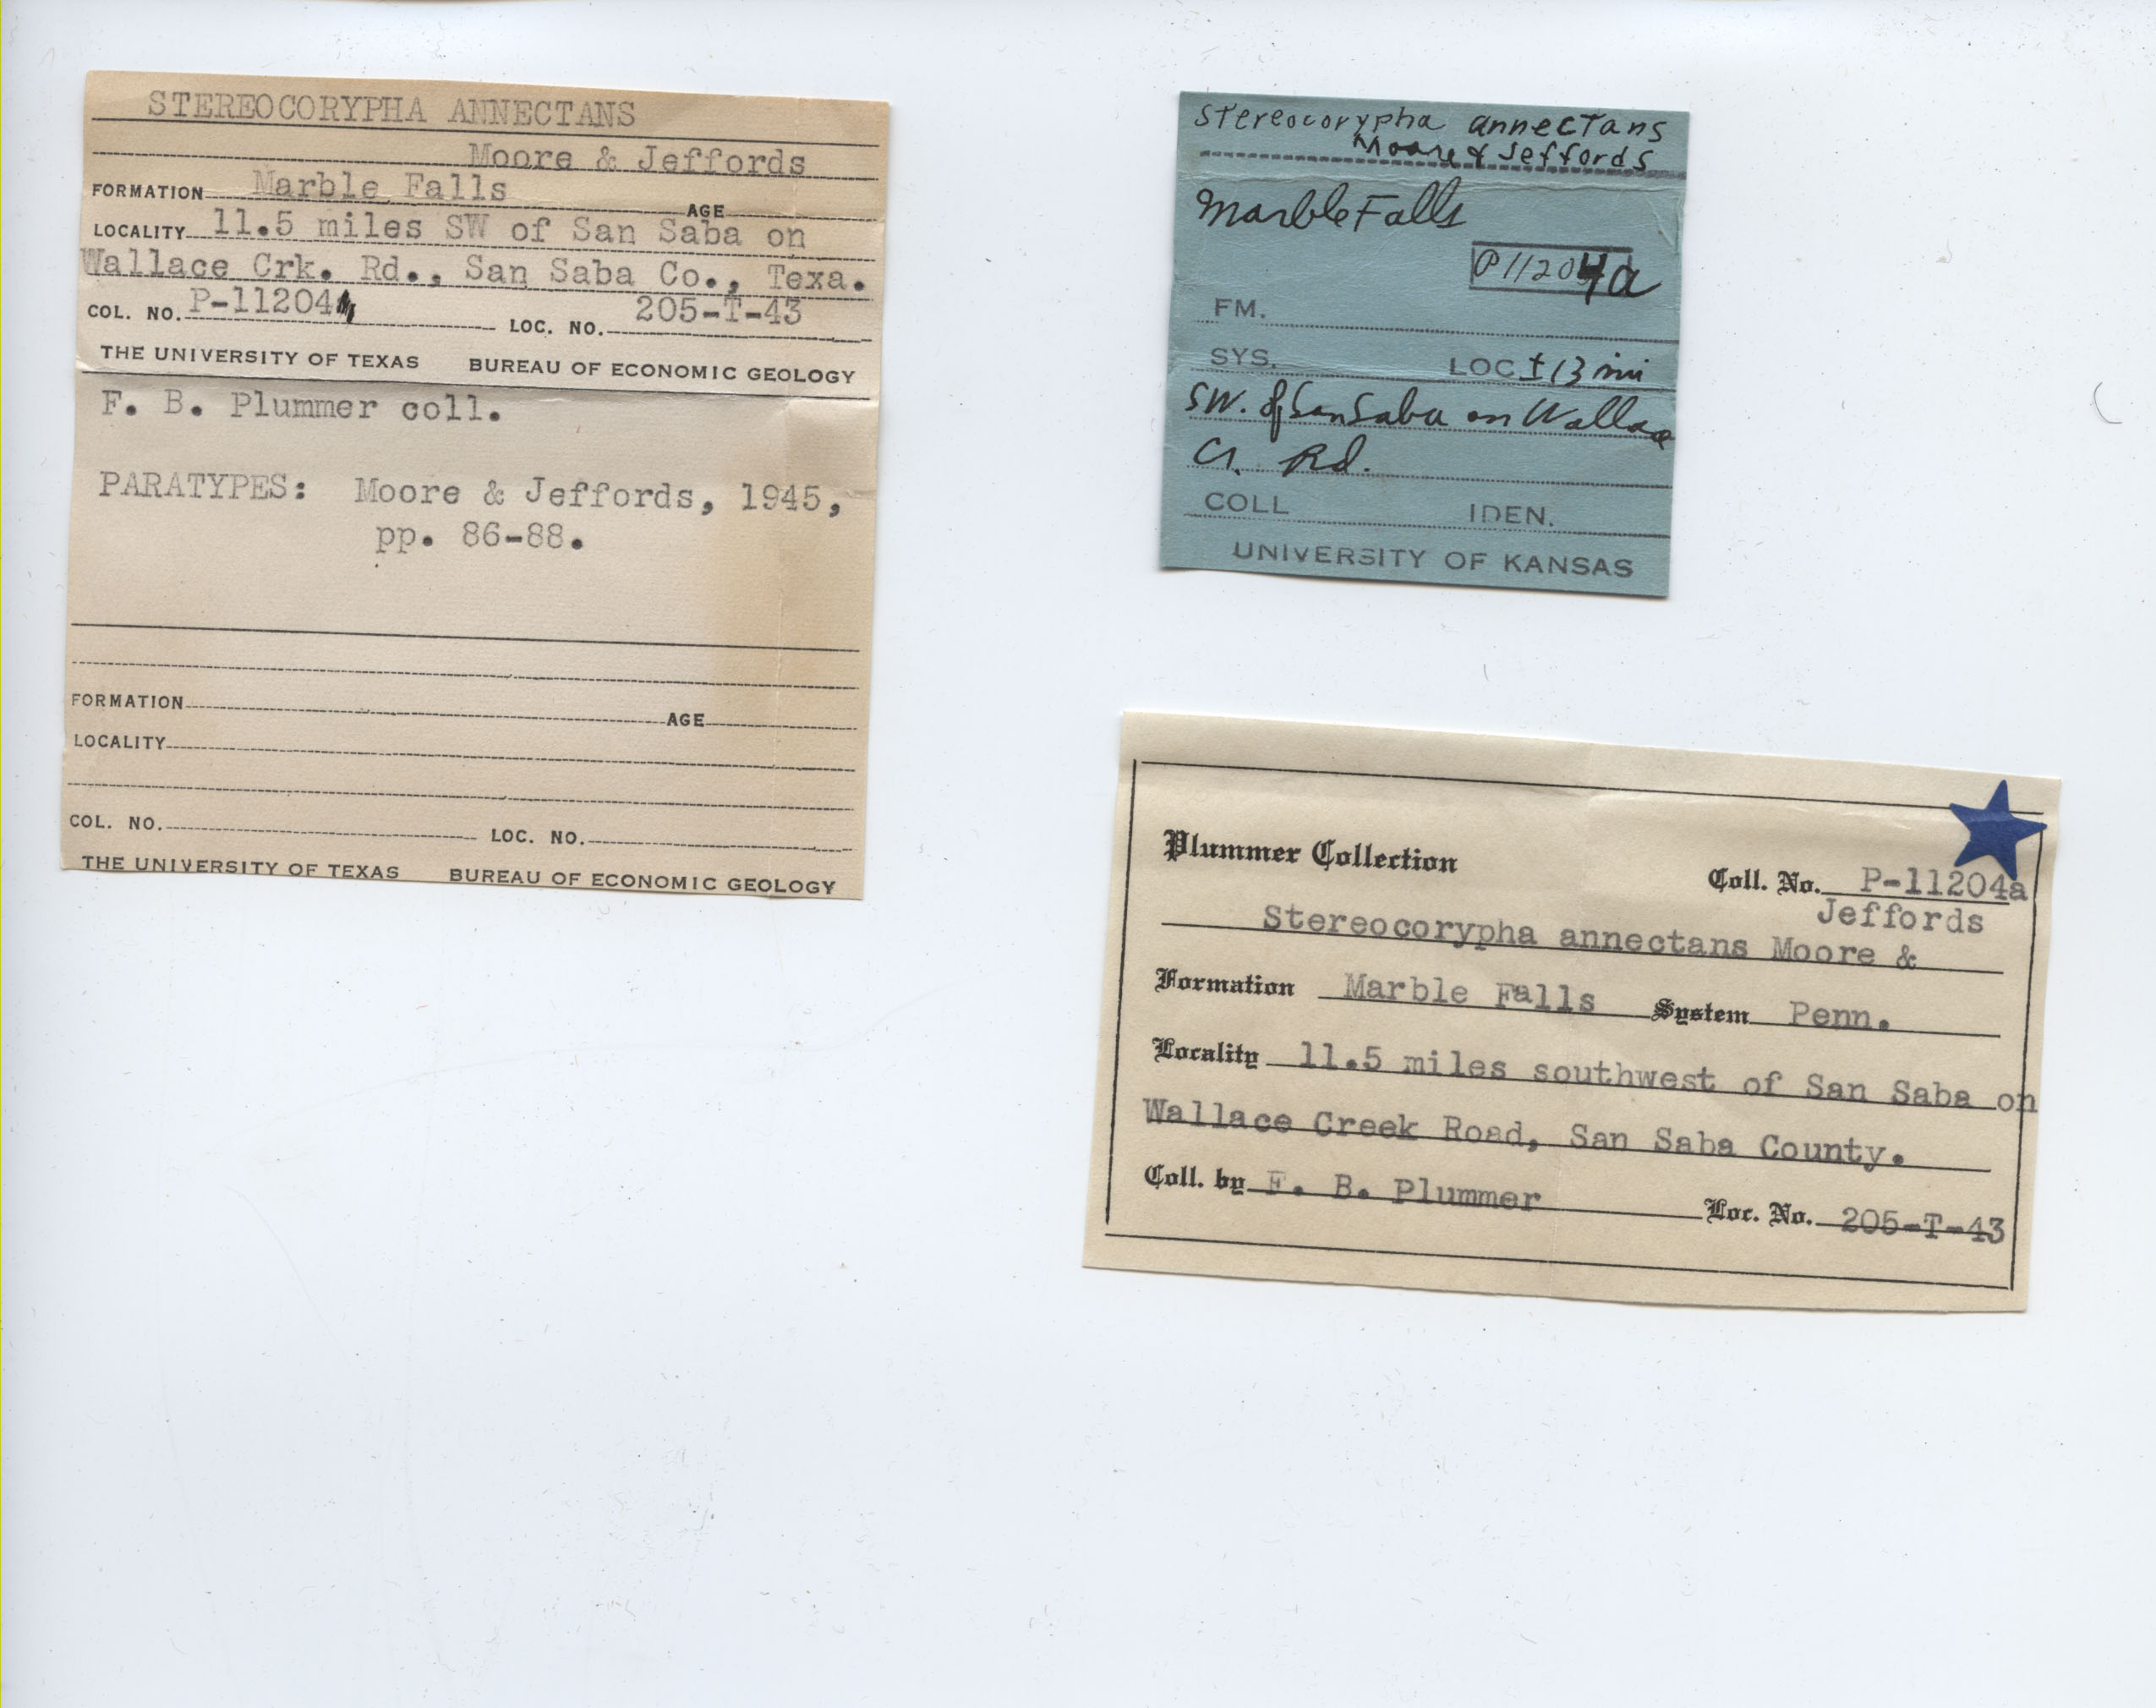 STEREOCORYPHA ANNECTANS
Moore & Jeffords
FORMATION Marble Falls AGE
LOCALITY 11.5 miles SW of San Saba on
Wallace Crk. Rd., San Saba Co., Texa.
COL. NO. P-11204 LOC. NO. 205-T-43
THE UNIVERSITY OF TEXAS BUREAU OF ECONOMIC GEOLOGY
F. B. Plummer coll.
PARATYPES: Moore & Jeffords, 1945,
pp. 86-88.
FORMATION AGE
LOCALITY
COL. NO. LOC. NO.
THE UNIVERSITY OF TEXAS BUREAU OF ECONOMIC GEOLOGY
Stereocorypha annectans
Moore & Jeffords
Marble Falls
P11204a
FM.
SYS. LOC ± 13 mi
SW. of San Saba on Wallace
Cr. Rd.
COLL IDEN.
UNIVERSITY OF KANSAS
Plummer Collection
Coll. No. P-11204a
Jeffords
Stereocorypha annectans Moore &
Formation Marble Falls System Penn.
Locality 11.5 miles southwest of San Saba on
Wallace Creek Road, San Saba County.
Coll. by F. B. Plummer Loc. No. 205-T-43